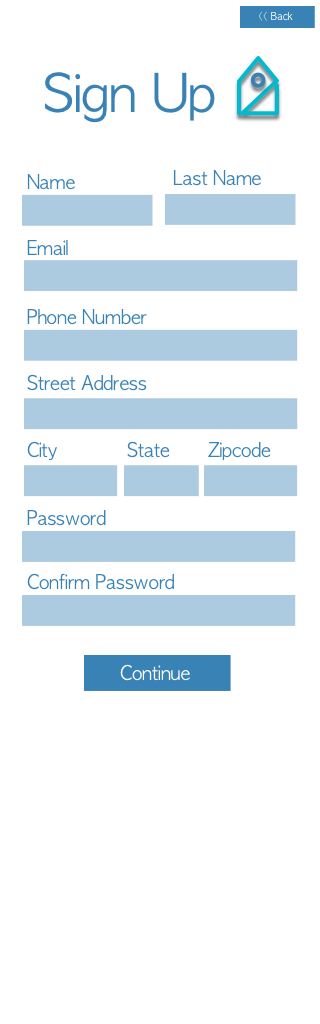 << Back
Sign Up
Name
Last Name
Email
Phone Number
Street Address
City State Zipcode
Password
Confirm Password
Continue